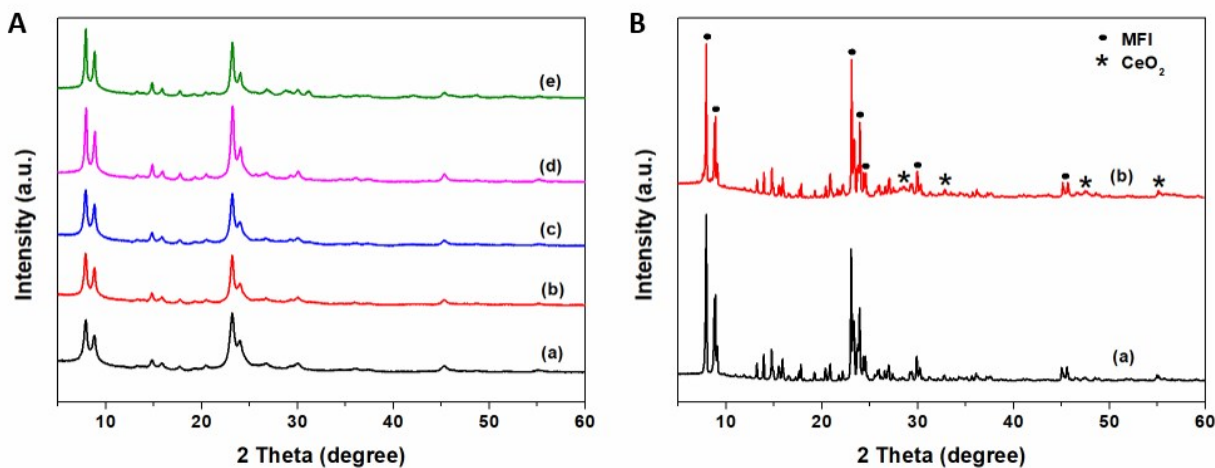 A
Intensity (a.u.)
(e)
(d)
(c)
(b)
(a)
10 20 30 40 50 60
2 Theta (degree)
B
Intensity (a.u.)
• MFI
* CeO₂
(b)
(a)
10 20 30 40 50 60
2 Theta (degree)